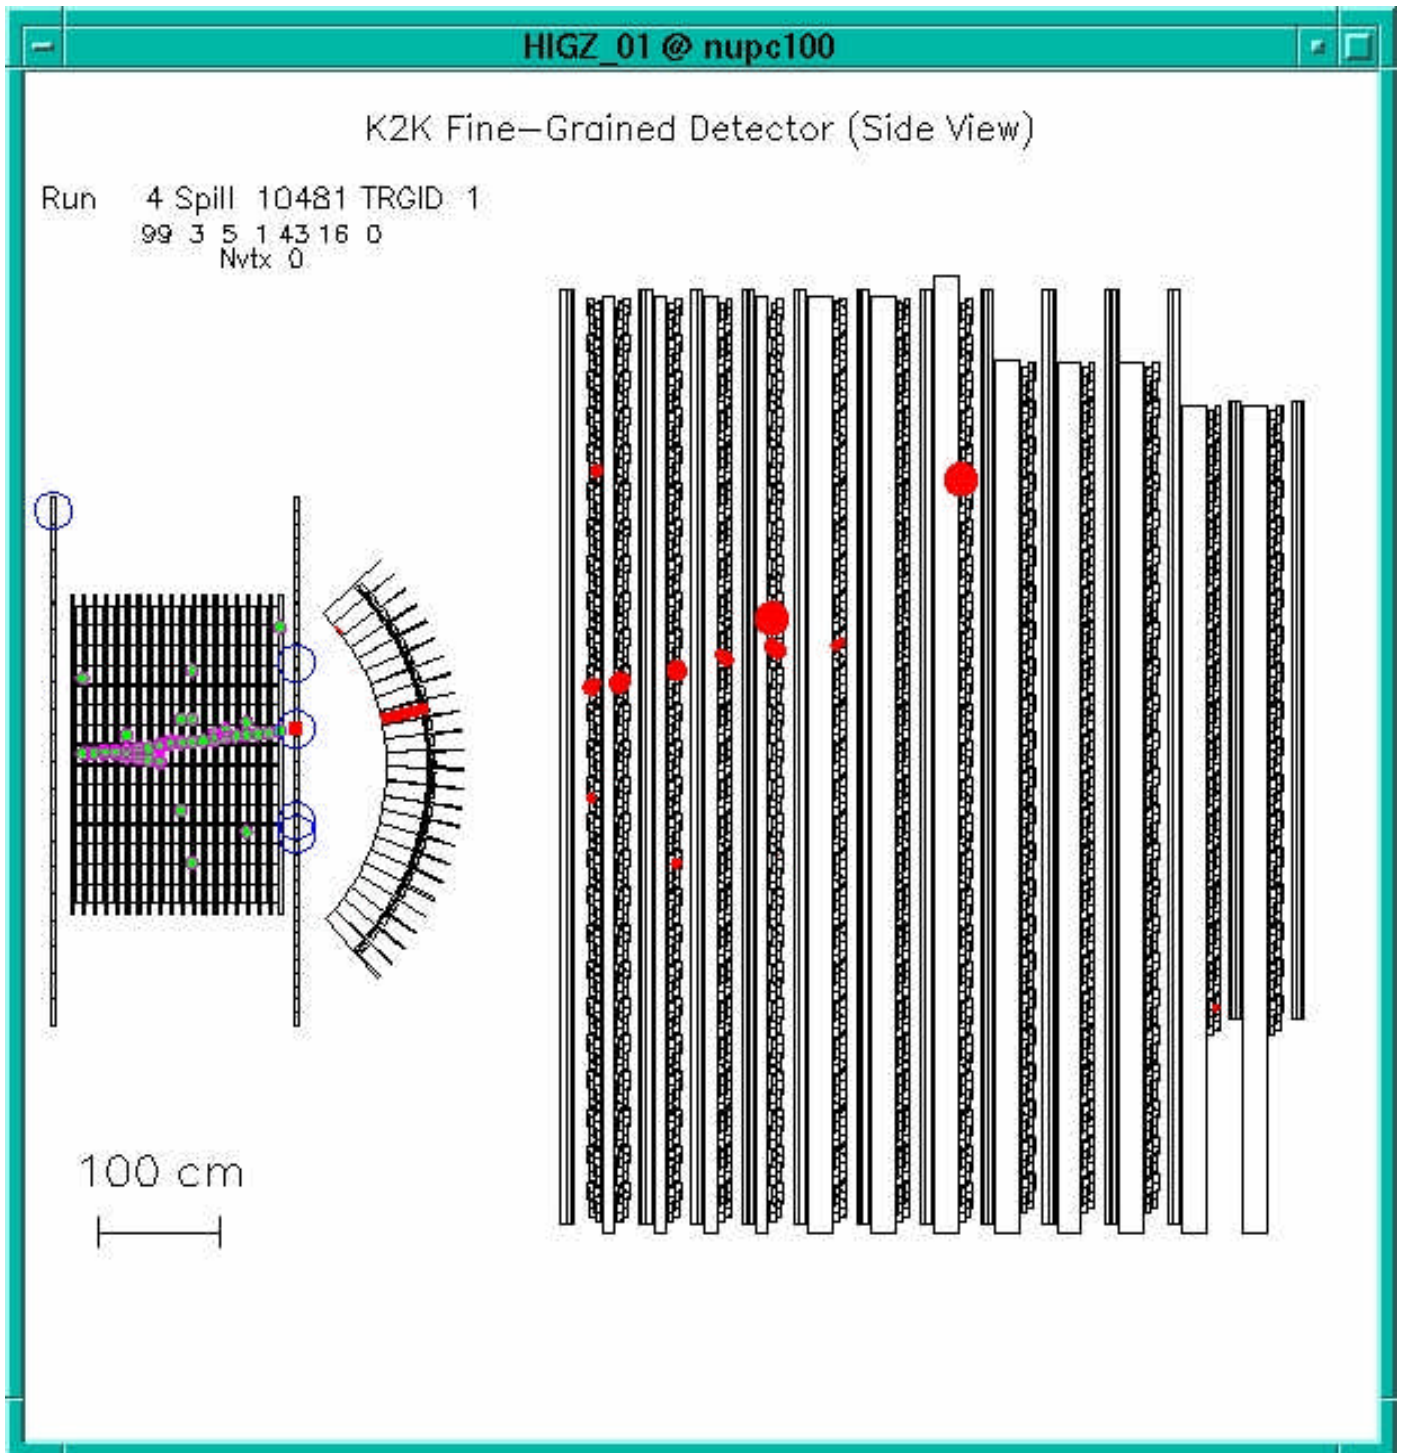 HIGZ_01 @ nupc100
K2K Fine-Grained Detector (Side View)
Run 4 Spill 10481 TRGID 1
99 3 5 1 43 16 0
Nvtx 0
100 cm